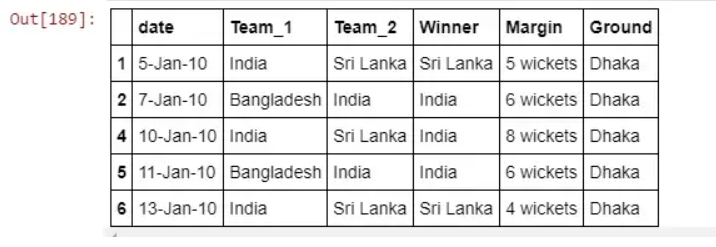 Out[189]:
date Team_1 Team_2 Winner Margin Ground
1 5-Jan-10 India Sri Lanka Sri Lanka 5 wickets Dhaka
2 7-Jan-10 Bangladesh India India 6 wickets Dhaka
4 10-Jan-10 India Sri Lanka India 8 wickets Dhaka
5 11-Jan-10 Bangladesh India India 6 wickets Dhaka
6 13-Jan-10 India Sri Lanka Sri Lanka 4 wickets Dhaka